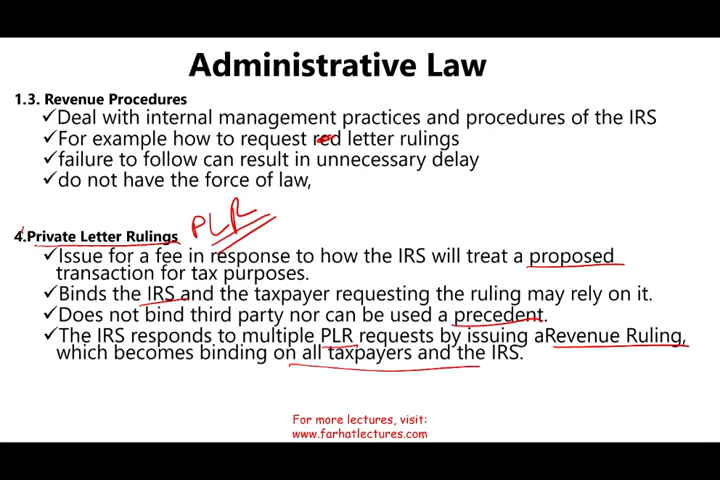 Administrative Law
1.3. Revenue Procedures
✓Deal with internal management practices and procedures of the IRS
✓For example how to request red letter rulings
✓failure to follow can result in unnecessary delay
✓do not have the force of law,
PLR
4.Private Letter Rulings
✓Issue for a fee in response to how the IRS will treat a proposed
transaction for tax purposes.
✓Binds the IRS and the taxpayer requesting the ruling may rely on it.
✓Does not bind third party nor can be used a precedent.
✓The IRS responds to multiple PLR requests by issuing aRevenue Ruling,
which becomes binding on all taxpayers and the IRS.
For more lectures, visit:
www.farhatlectures.com